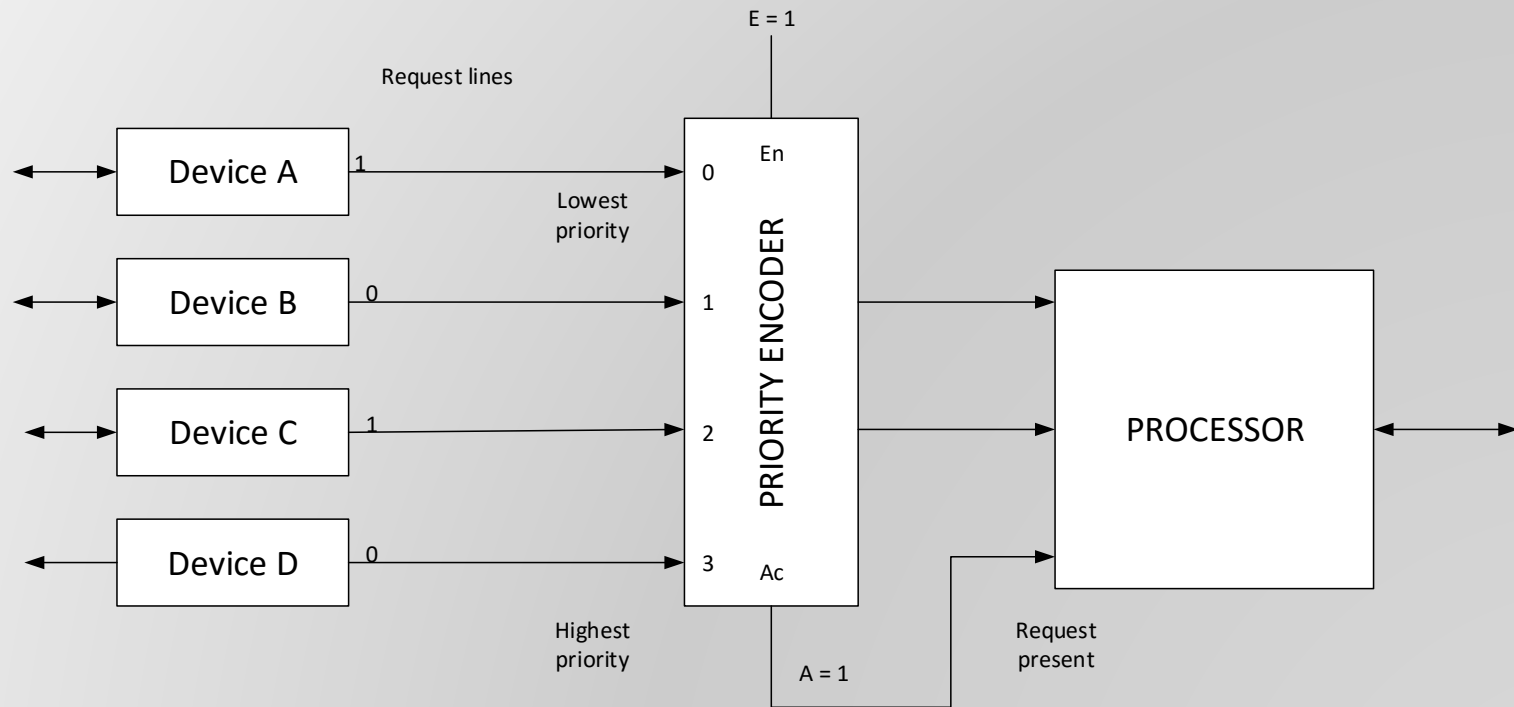 E = 1
Request lines
Device A
1
0
En
Lowest
priority
Device B
0
1
PRIORITY ENCODER
Device C
1
2
PROCESSOR
Device D
0
3
Ac
Highest
priority
A = 1
Request
present